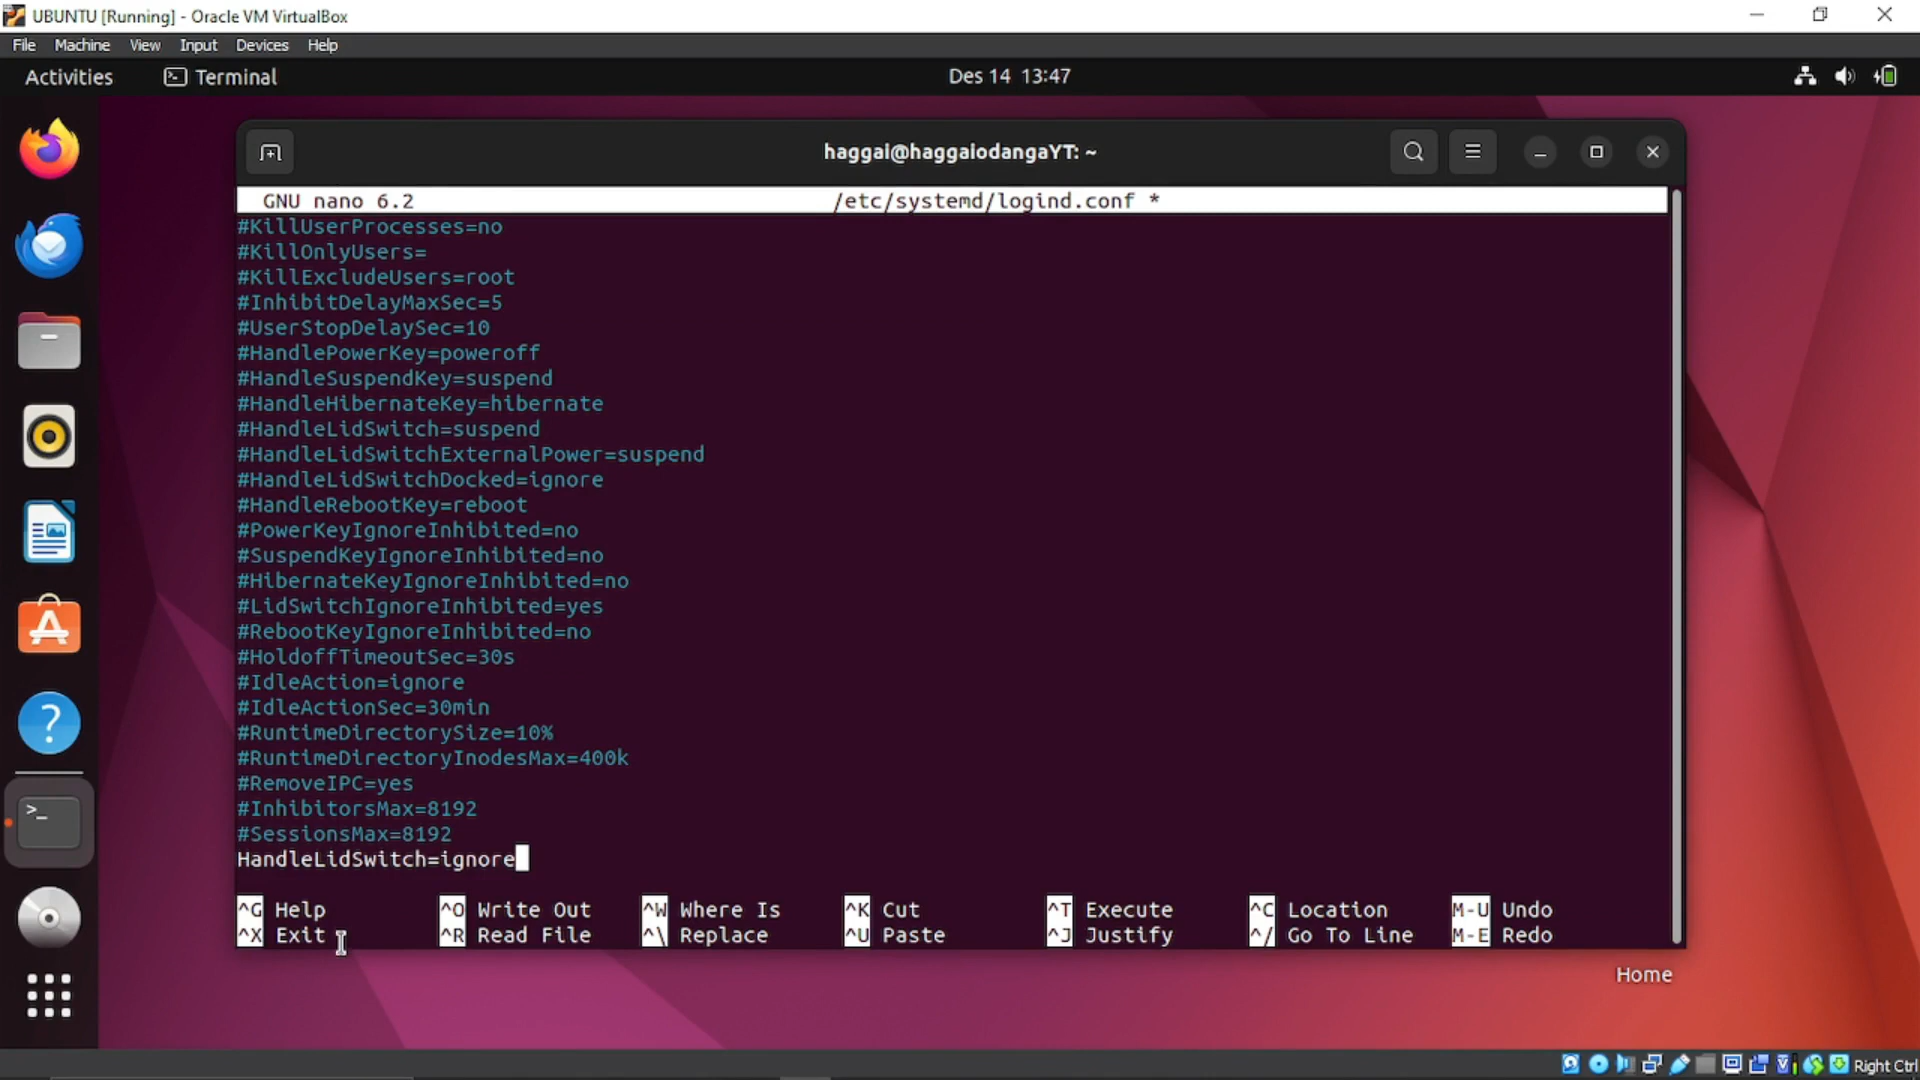 UBUNTU [Running] - Oracle VM VirtualBox
File Machine View Input Devices Help
Activities Terminal Des 14 13:47
haggai@haggaiodangaYT: ~
GNU nano 6.2 /etc/systemd/logind.conf *
#KillUserProcesses=no
#KillOnlyUsers=
#KillExcludeUsers=root
#InhibitDelayMaxSec=5
#UserStopDelaySec=10
#HandlePowerKey=poweroff
#HandleSuspendKey=suspend
#HandleHibernateKey=hibernate
#HandleLidSwitch=suspend
#HandleLidSwitchExternalPower=suspend
#HandleLidSwitchDocked=ignore
#HandleRebootKey=reboot
#PowerKeyIgnoreInhibited=no
#SuspendKeyIgnoreInhibited=no
#HibernateKeyIgnoreInhibited=no
#LidSwitchIgnoreInhibited=yes
#RebootKeyIgnoreInhibited=no
#HoldoffTimeoutSec=30s
#IdleAction=ignore
#IdleActionSec=30min
#RuntimeDirectorySize=10%
#RuntimeDirectoryInodesMax=400k
#RemoveIPC=yes
#InhibitorsMax=8192
#SessionsMax=8192
HandleLidSwitch=ignore
^G Help ^O Write Out ^W Where Is ^K Cut ^T Execute ^C Location M-U Undo
^X Exit ^R Read File ^\ Replace ^U Paste ^J Justify ^/ Go To Line M-E Redo
Home
Right Ctrl